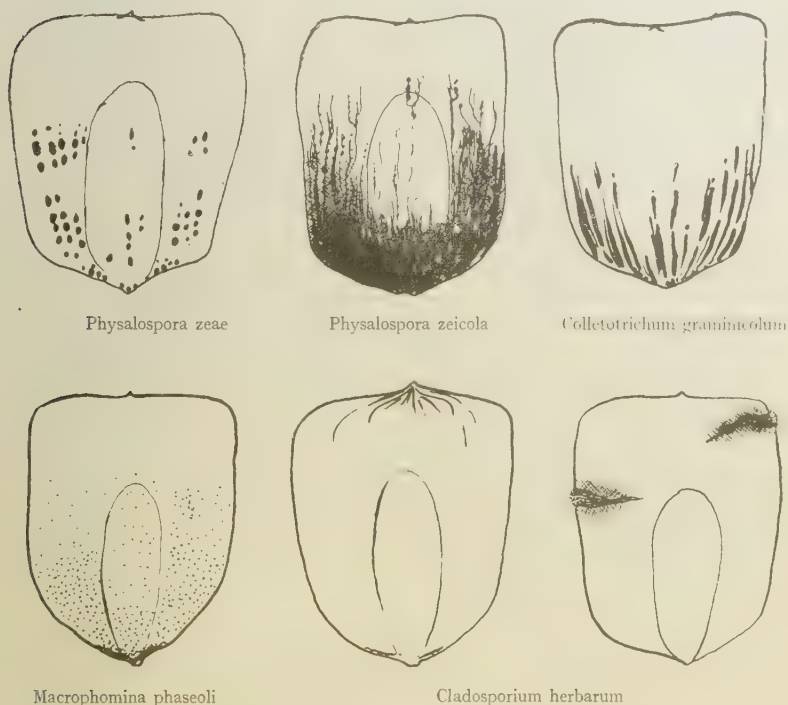 Physalospora zeae
Physalospora zeicola
Colletotrichum graminicolum
Macrophomina phaseoli
Cladosporium herbarum